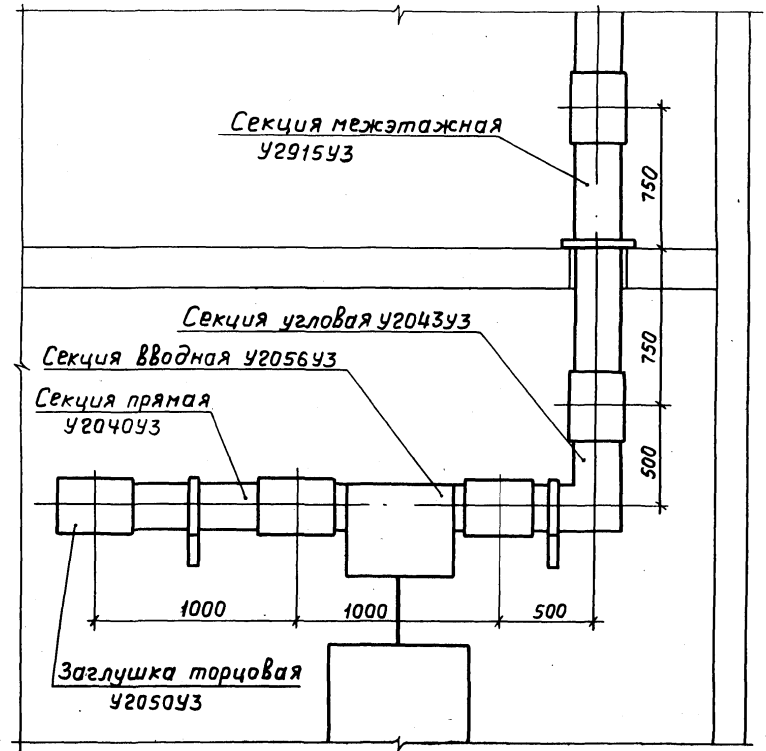 Секция межэтажная
У2915У3
750
Секция угловая У2043У3
750
Секция вводная У2056У3
Секция прямая
У2040У3
500
1000
1000
500
Заглушка торцовая
У2050У3